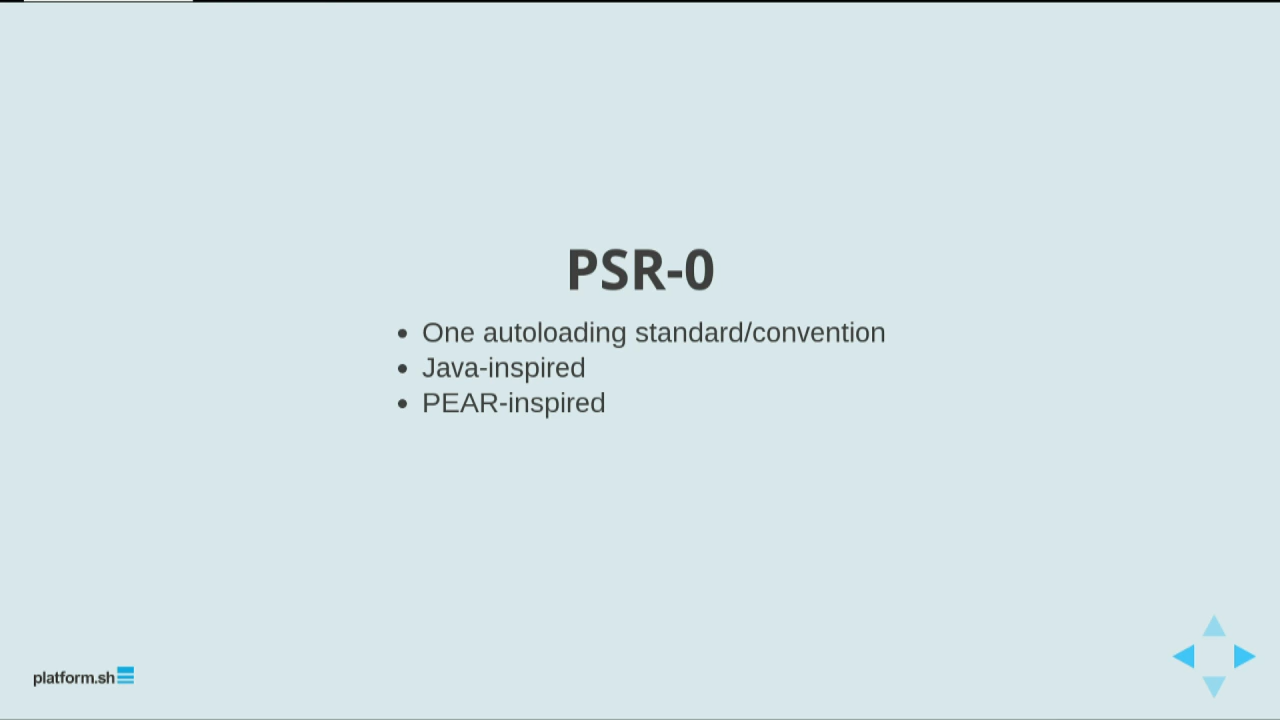 PSR-0
• One autoloading standard/convention
• Java-inspired
• PEAR-inspired
platform.sh